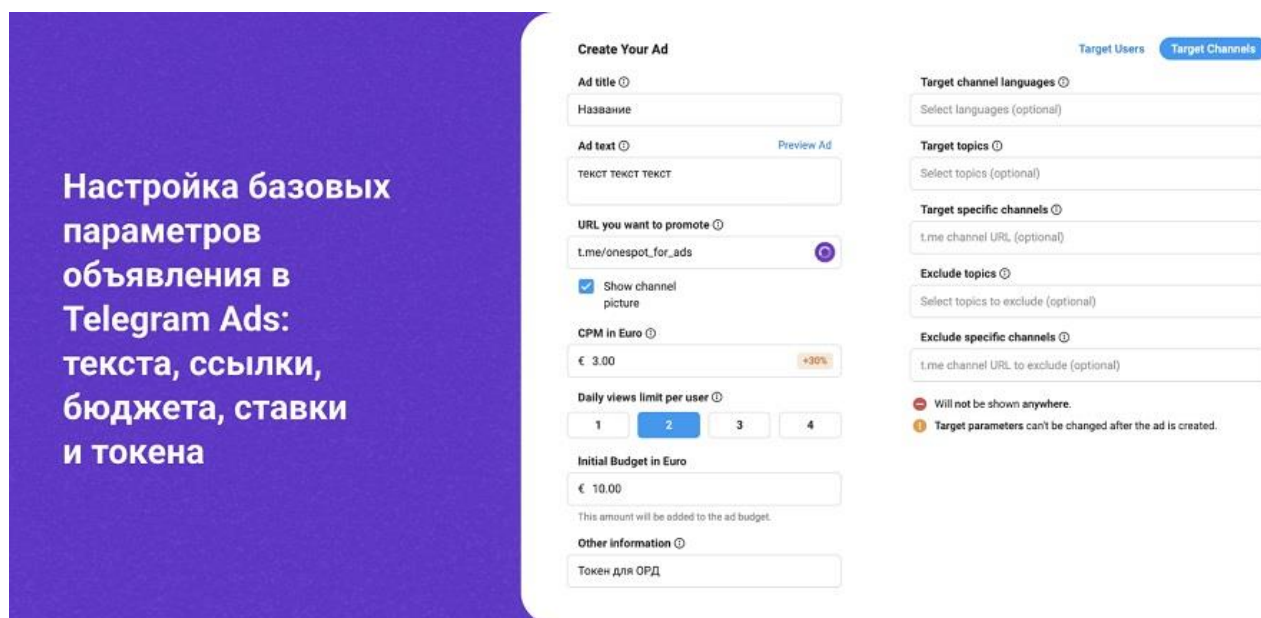 Настройка базовых
параметров
объявления в
Telegram Ads:
текста, ссылки,
бюджета, ставки
и токена
Create Your Ad
Ad title
Название
Ad text
Preview Ad
текст текст текст
URL you want to promote
t.me/onespot_for_ads
Show channel
picture
CPM in Euro
€ 3.00
+30%
Daily views limit per user
1 2 3 4
Initial Budget in Euro
€ 10.00
This amount will be added to the ad budget.
Other information
Токен для ОРД
Target Users
Target Channels
Target channel languages
Select languages (optional)
Target topics
Select topics (optional)
Target specific channels
t.me channel URL (optional)
Exclude topics
Select topics to exclude (optional)
Exclude specific channels
t.me channel URL to exclude (optional)
Will not be shown anywhere.
Target parameters can't be changed after the ad is created.